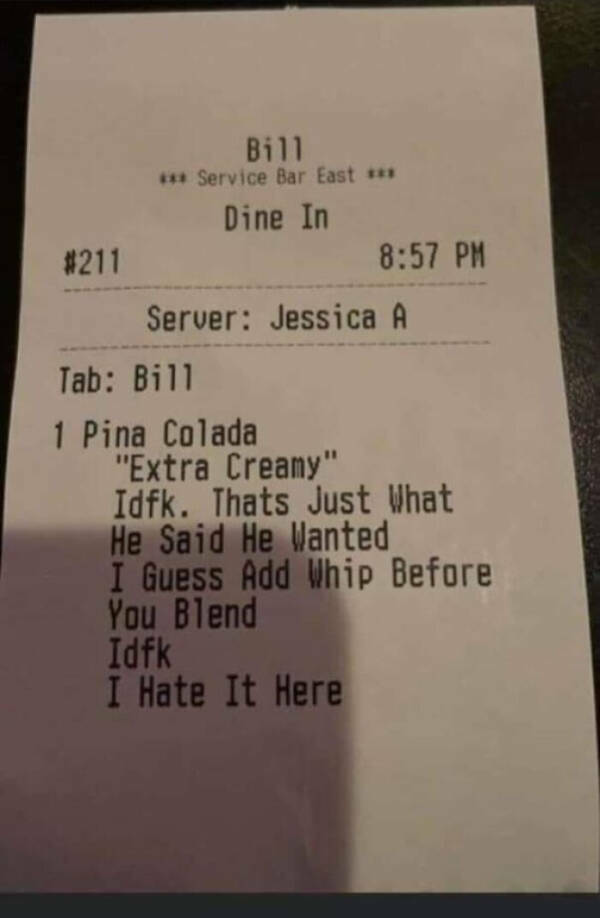 Bill
*** Service Bar East ***
Dine In
#211 8:57 PM
Server: Jessica A
Tab: Bill
1 Pina Colada
"Extra Creamy"
Idfk. Thats Just What
He Said He Wanted
I Guess Add Whip Before
You Blend
Idfk
I Hate It Here